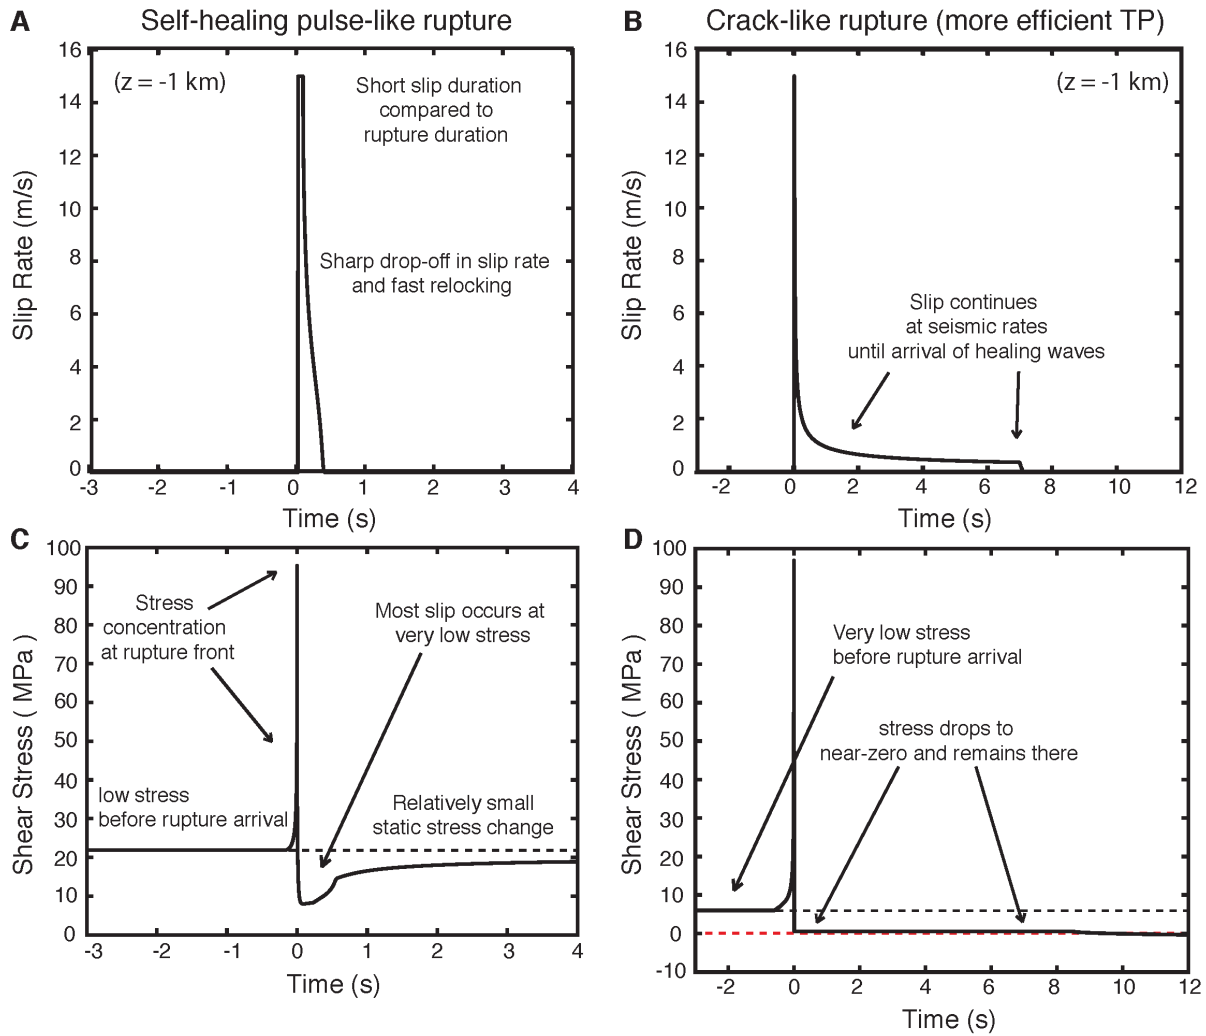 A
Self-healing pulse-like rupture
16
14
12
10
8
6
4
2
0
(z = -1 km)
Short slip duration
compared to
rupture duration
Sharp drop-off in slip rate
and fast relocking
Slip Rate (m/s)
-3 -2 -1 0 1 2 3 4
Time (s)
B
Crack-like rupture (more efficient TP)
16
14
12
10
8
6
4
2
0
(z = -1 km)
Slip continues
at seismic rates
until arrival of healing waves
Slip Rate (m/s)
-2 0 2 4 6 8 10 12
Time (s)
C
100
90
80
70
60
50
40
30
20
10
0
Stress
concentration
at rupture front
Most slip occurs at
very low stress
low stress
before rupture arrival
Relatively small
static stress change
Shear Stress ( MPa )
-3 -2 -1 0 1 2 3 4
Time (s)
D
100
90
80
70
60
50
40
30
20
10
0
-10
Very low stress
before rupture arrival
stress drops to
near-zero and remains there
Shear Stress ( MPa )
-2 0 2 4 6 8 10 12
Time (s)